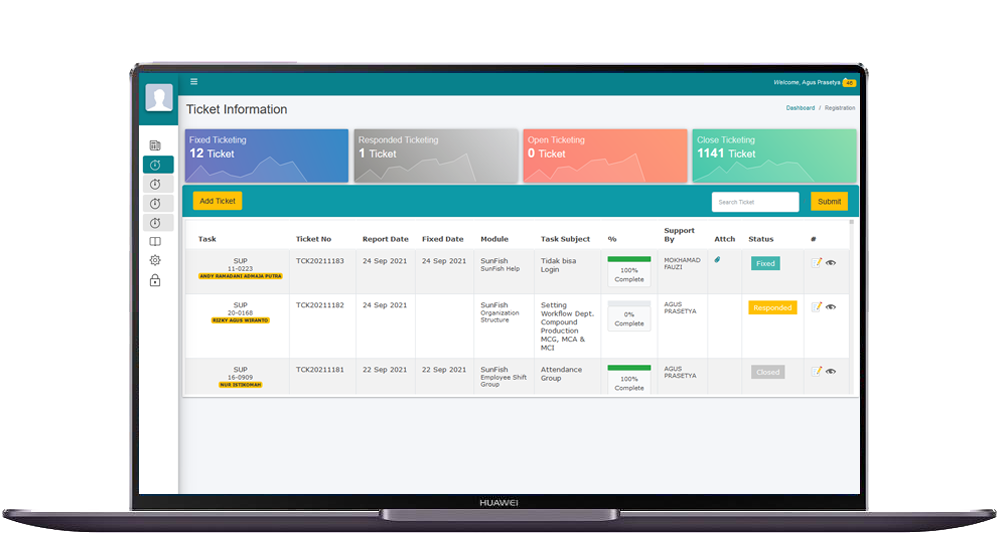 Welcome, Agus Prasetya
Ticket Information
Dashboard / Registration
Fixed Ticketing
12 Ticket
Responded Ticketing
1 Ticket
Open Ticketing
0 Ticket
Close Ticketing
1141 Ticket
Add Ticket
Search Ticket
Submit
Task Ticket No Report Date Fixed Date Module Task Subject % Support By Attch Status #
SUP
11-0223
ANDY RAMADANI ADMAJA PUTRA
TCK20211183
24 Sep 2021
24 Sep 2021
SunFish
SunFish Help
Tidak bisa
Login
100%
Complete
MOKHAMAD
FAUZI
Fixed
SUP
20-0168
RIZKY AGUS WIRANTO
TCK20211182
24 Sep 2021
SunFish
Organization
Structure
Setting
Workflow Dept.
Compound
Production
MCG, MCA &
MCI
0%
Complete
AGUS
PRASETYA
Responded
SUP
16-0909
NUS ISTIKOMAH
TCK20211181
22 Sep 2021
22 Sep 2021
SunFish
Employee Shift
Group
Attendance
Group
100%
Complete
AGUS
PRASETYA
Closed
HUAWEI